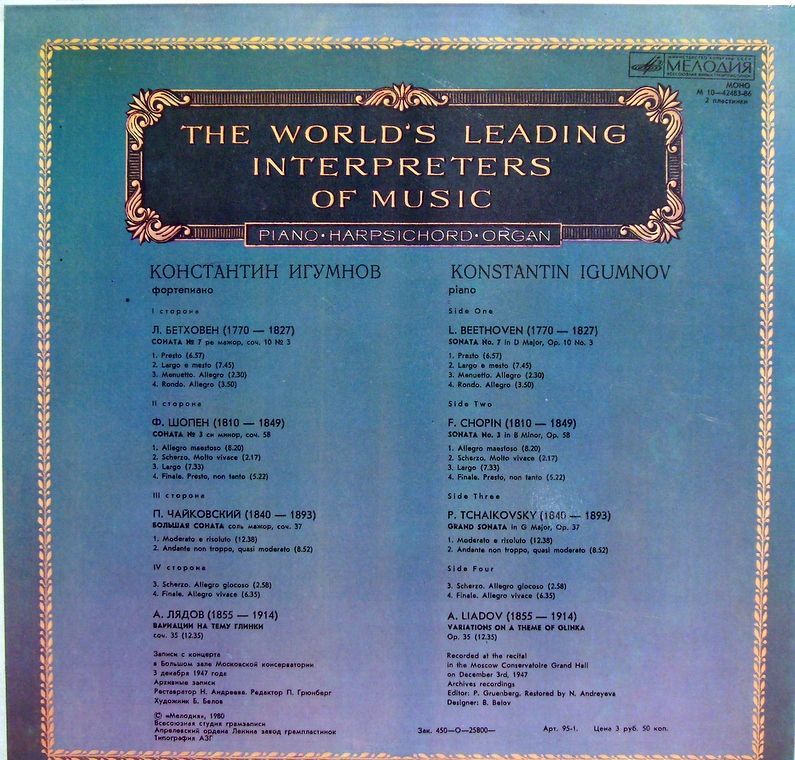 МИНИСТЕРСТВО КУЛЬТУРЫ СССР
МЕЛОДИЯ
ВСЕСОЮЗНАЯ ФИРМА ГРАМПЛАСТИНОК
МОНО
М 10—42483-86
2 пластинки
THE WORLD'S LEADING
INTERPRETERS
OF MUSIC
PIANO·HARPSICHORD·ORGAN
КОНСТАНТИН ИГУМНОВ
фортепиано
I сторона
Л. БЕТХОВЕН (1770 — 1827)
СОНАТА № 7 ре мажор, соч. 10 № 3
1. Presto (6.57)
2. Largo e mesto (7.45)
3. Menuetto. Allegro (2.30)
4. Rondo. Allegro (3.50)
II сторона
Ф. ШОПЕН (1810 — 1849)
СОНАТА № 3 си минор, соч. 58
1. Allegro maestoso (8.20)
2. Scherzo. Molto vivace (2.17)
3. Largo (7.33)
4. Finale. Presto, non tanto (5.22)
III сторона
П. ЧАЙКОВСКИЙ (1840 — 1893)
БОЛЬШАЯ СОНАТА соль мажор, соч. 37
1. Moderato e risoluto (12.38)
2. Andante non troppo, quasi moderato (8.52)
IV сторона
3. Scherzo. Allegro giocoso (2.58)
4. Finale. Allegro vivace (6.35)
А. ЛЯДОВ (1855 — 1914)
ВАРИАЦИИ НА ТЕМУ ГЛИНКИ
соч. 35 (12.35)
Запись с концерта
в Большом зале Московской консерватории
3 декабря 1947 года
Архивные записи
Реставратор Н. Андреева. Редактор П. Грюнберг
Художник Б. Белов
© «Мелодия», 1980
Всесоюзная студия грамзаписи
Апрелевский ордена Ленина завод грампластинок
Типография АЗГ
KONSTANTIN IGUMNOV
piano
Side One
L. BEETHOVEN (1770 — 1827)
SONATA No. 7 in D Major, Op. 10 No. 3
1. Presto (6.57)
2. Largo e mesto (7.45)
3. Menuetto. Allegro (2.30)
4. Rondo. Allegro (3.50)
Side Two
F. CHOPIN (1810 — 1849)
SONATA No. 3 in B Minor, Op. 58
1. Allegro maestoso (8.20)
2. Scherzo. Molto vivace (2.17)
3. Largo (7.33)
4. Finale. Presto, non tanto (5.22)
Side Three
P. TCHAIKOVSKY (1840 — 1893)
GRAND SONATA in G Major, Op. 37
1. Moderato e risoluto (12.38)
2. Andante non troppo, quasi moderato (8.52)
Side Four
3. Scherzo. Allegro giocoso (2.58)
4. Finale. Allegro vivace (6.35)
A. LIADOV (1855 — 1914)
VARIATIONS ON A THEME OF GLINKA
Op. 35 (12.35)
Recorded at the recital
in the Moscow Conservatoire Grand Hall
on December 3rd, 1947
Archives recordings
Editor: P. Gruenberg. Restored by N. Andreyeva
Designer: B. Belov
Зак. 450—О—25800— Арт. 95-1. Цена 3 руб. 50 коп.